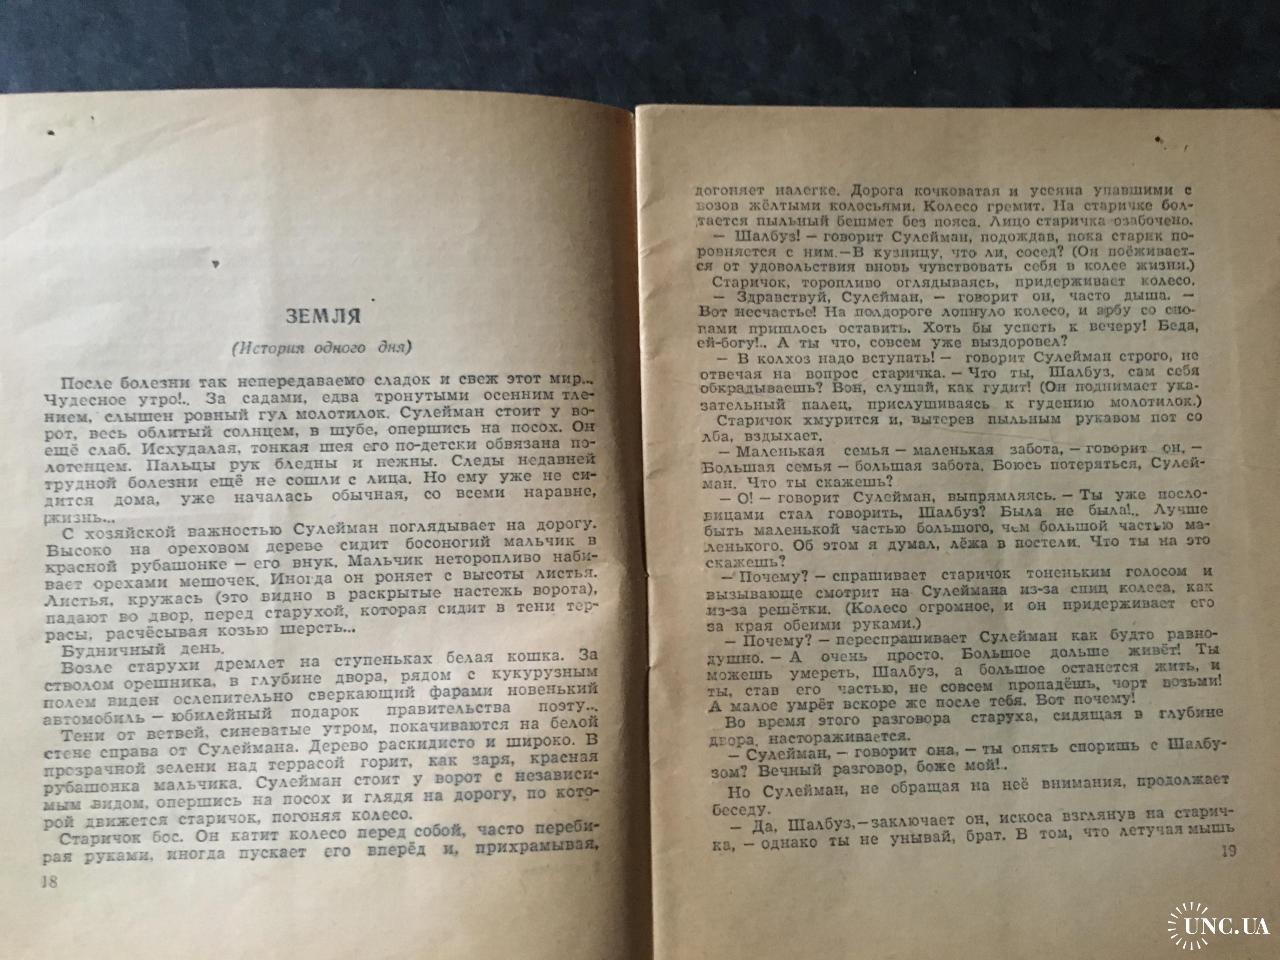 ЗЕМЛЯ
(История одного дня)
После болезни так непередаваемо сладок и свеж этот мир...
Чудесное утро!.. За садами, едва тронутыми осенним тле-
нием, слышен ровный гул молотилок. Сулейман стоит у во-
рот, весь облитый солнцем, в шубе, опершись на посох. Он
ещё слаб. Исхудалая, тонкая шея его по-детски обвязана по-
лотенцем. Пальцы рук бледны и нежны. Следы недавней
трудной болезни ещё не сошли с лица. Но ему уже не си-
дится дома, уже началась обычная, со всеми наравне,
жизнь...
С хозяйской важностью Сулейман поглядывает на дорогу.
Высоко на ореховом дереве сидит босоногий мальчик в
красной рубашонке — его внук. Мальчик неторопливо наби-
вает орехами мешочек. Иногда он роняет с высоты листья.
Листья, кружась (это видно в раскрытые настежь ворота),
падают во двор, перед старухой, которая сидит в тени тер-
расы, расчёсывая козью шерсть...
Будничный день.
Возле старухи дремлет на ступеньках белая кошка. За
стволом орешника, в глубине двора, рядом с кукурузным
полем виден ослепительно сверкающий фарами новенький
автомобиль — юбилейный подарок правительства поэту...
Тени от ветвей, синеватые утром, покачиваются на белой
стене справа от Сулеймана. Дерево раскидисто и широко. В
прозрачной зелени над террасой горит, как заря, красная
рубашонка мальчика. Сулейман стоит у ворот с независи-
мым видом, опершись на посох и глядя на дорогу, по кото-
рой движется старичок, погоняя колесо.
Старичок бос. Он катит колесо перед собой, часто переби-
рая руками, иногда пускает его вперёд и, прихрамывая,
18
догоняет налегке. Дорога кочковатая и усеяна упавшими с
возов жёлтыми колосьями. Колесо гремит. На старичке бол-
тается пыльный бешмет без пояса. Лицо старичка озабочено.
— Шалбуз! — говорит Сулейман, подождав, пока старик по-
ровняется с ним. — В кузницу, что ли, сосед? (Он поёживает-
ся от удовольствия вновь чувствовать себя в колее жизни.)
Старичок, торопливо оглядываясь, придерживает колесо.
— Здравствуй, Сулейман, — говорит он, часто дыша. —
Вот несчастье! На полдороге лопнуло колесо, и арбу со сно-
пами пришлось оставить. Хоть бы успеть к вечеру! Беда,
ей-богу!.. А ты что, совсем уже выздоровел?
— В колхоз надо вступать! — говорит Сулейман строго, не
отвечая на вопрос старичка. — Что ты, Шалбуз, сам себя
обкрадываешь? Вон, слушай, как гудит! (Он поднимает ука-
зательный палец, прислушиваясь к гудению молотилок.)
Старичок хмурится и, вытерев пыльным рукавом пот со
лба, вздыхает.
— Маленькая семья — маленькая забота, — говорит он. —
Большая семья — большая забота. Боюсь потеряться, Сулей-
ман. Что ты скажешь?
— О! — говорит Сулейман, выпрямляясь. — Ты уже посло-
вицами стал говорить, Шалбуз? Была не была!.. Лучше
быть маленькой частью большого, чем большой частью ма-
ленького. Об этом я думал, лёжа в постели. Что ты на это
скажешь?
— Почему? — спрашивает старичок тоненьким голосом и
вызывающе смотрит на Сулеймана из-за спиц колеса, как
из-за решётки. (Колесо огромное, и он придерживает его
за края обеими руками.)
— Почему? — переспрашивает Сулейман как будто равно-
душно. — А очень просто. Большое дольше живёт! Ты
можешь умереть, Шалбуз, а большое останется жить, и
ты, став его частью, не совсем пропадёшь, чорт возьми!
А малое умрёт вскоре же после тебя. Вот почему!
Во время этого разговора старуха, сидящая в глубине
двора, настораживается.
— Сулейман, — говорит она, — ты опять споришь с Шалбу-
зом? Вечный разговор, боже мой!..
Но Сулейман, не обращая на неё внимания, продолжает
беседу.
— Да, Шалбуз, — заключает он, искоса взглянув на старич-
ка, — однако ты не унывай, брат. В том, что летучая мышь
19
UNC.UA